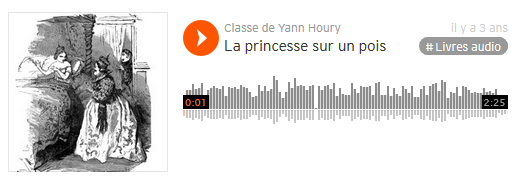 Classe de Yann Houry
il y a 3 ans
La princesse sur un pois
# Livres audio
0:01
2:25